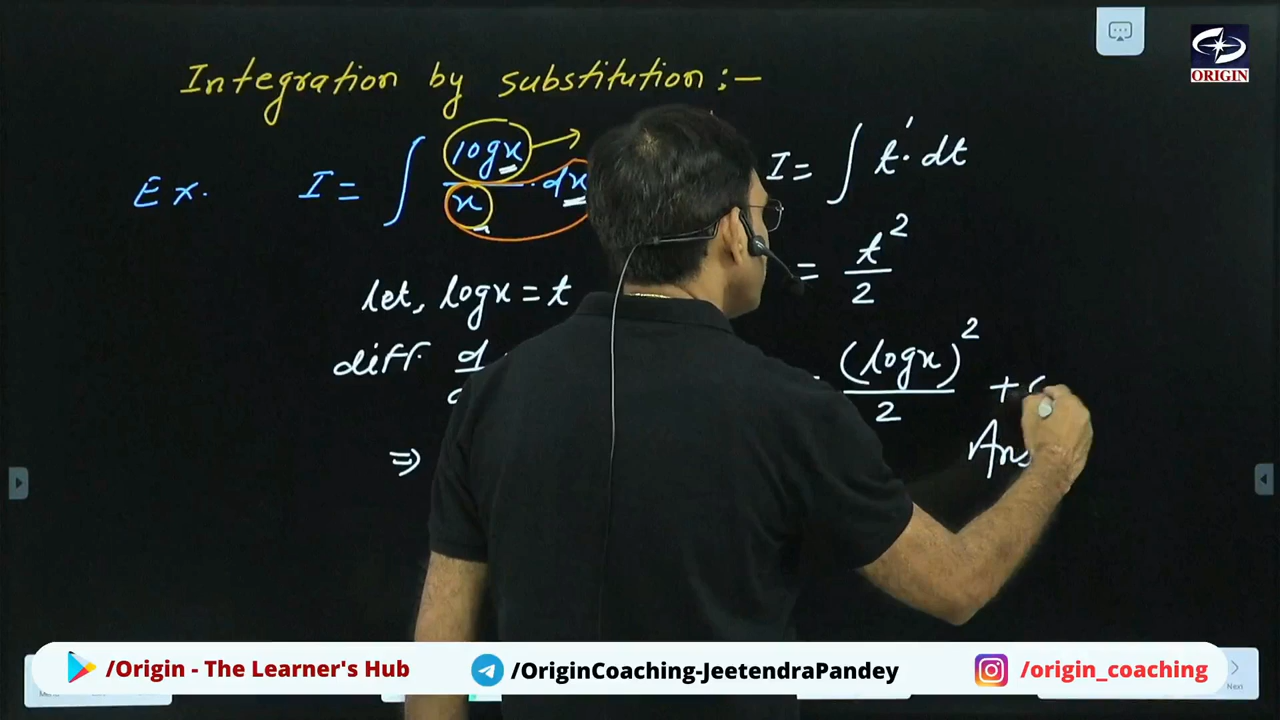 Integration by substitution :-
Ex. I = ∫ logx/x · dx
let, logx = t
diff.
⇒
I = ∫ t¹· dt
= t²/2
= (logx)²/2 +
Ans
ORIGIN
/Origin - The Learner's Hub
/OriginCoaching-JeetendraPandey
/origin_coaching
Next